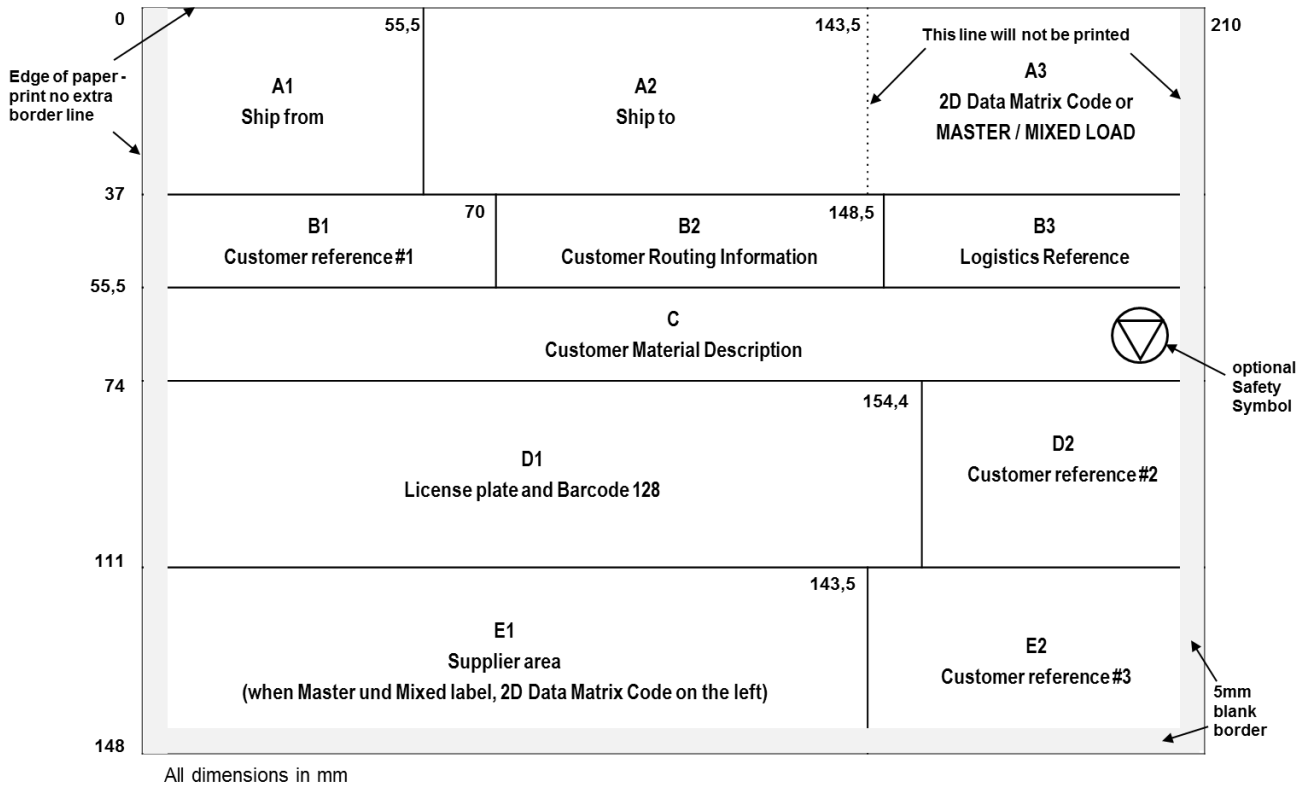 0
55,5
143,5
210
This line will not be printed
Edge of paper -
print no extra
border line
A1
Ship from
A2
Ship to
A3
2D Data Matrix Code or
MASTER / MIXED LOAD
37
70
148,5
B1
Customer reference #1
B2
Customer Routing Information
B3
Logistics Reference
55,5
C
Customer Material Description
optional
Safety
Symbol
74
154,4
D1
License plate and Barcode 128
D2
Customer reference #2
111
143,5
E1
Supplier area
(when Master und Mixed label, 2D Data Matrix Code on the left)
E2
Customer reference #3
5mm
blank
border
148
All dimensions in mm